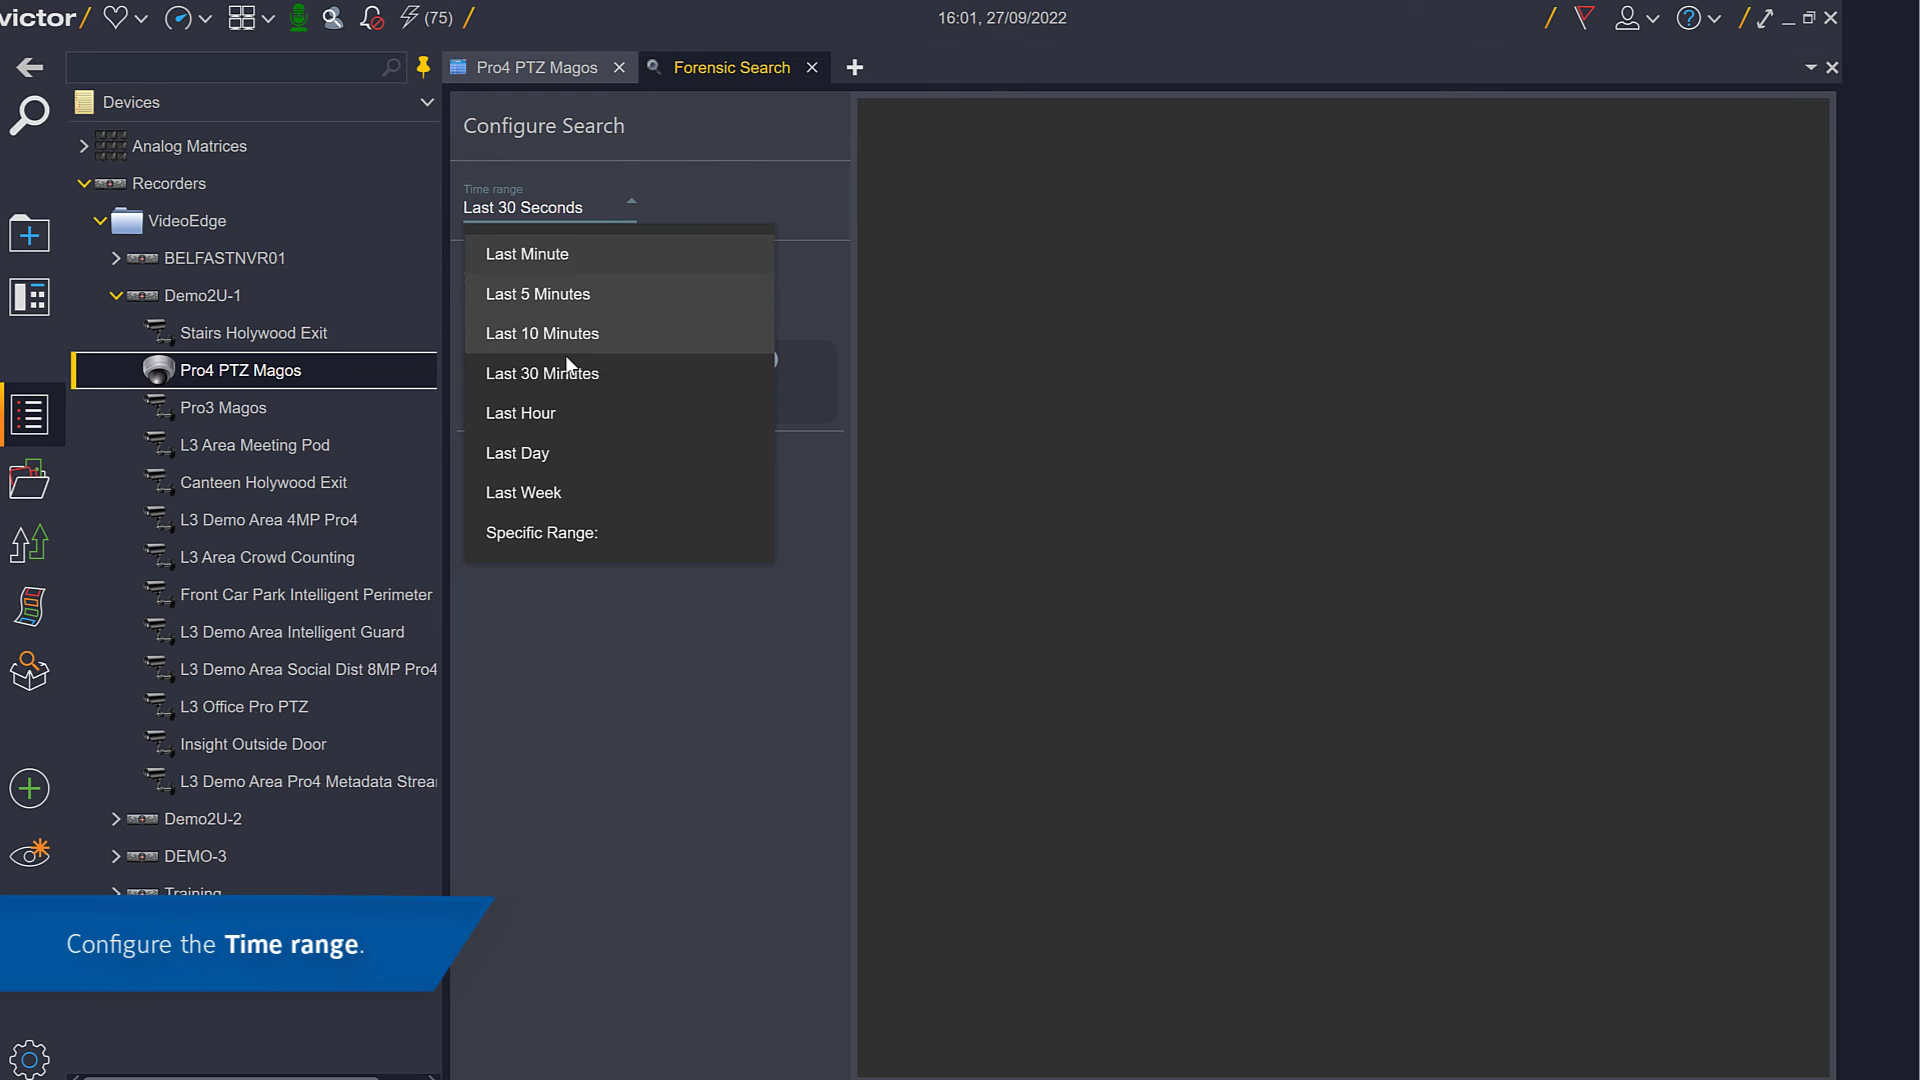 victor
(75)
16:01, 27/09/2022
Pro4 PTZ Magos
Forensic Search
Devices
Analog Matrices
Recorders
VideoEdge
BELFASTNVR01
Demo2U-1
Stairs Holywood Exit
Pro4 PTZ Magos
Pro3 Magos
L3 Area Meeting Pod
Canteen Holywood Exit
L3 Demo Area 4MP Pro4
L3 Area Crowd Counting
Front Car Park Intelligent Perimeter
L3 Demo Area Intelligent Guard
L3 Demo Area Social Dist 8MP Pro4
L3 Office Pro PTZ
Insight Outside Door
L3 Demo Area Pro4 Metadata Strea
Demo2U-2
DEMO-3
Training
Configure Search
Time range
Last 30 Seconds
Last Minute
Last 5 Minutes
Last 10 Minutes
Last 30 Minutes
Last Hour
Last Day
Last Week
Specific Range:
Configure the Time range.